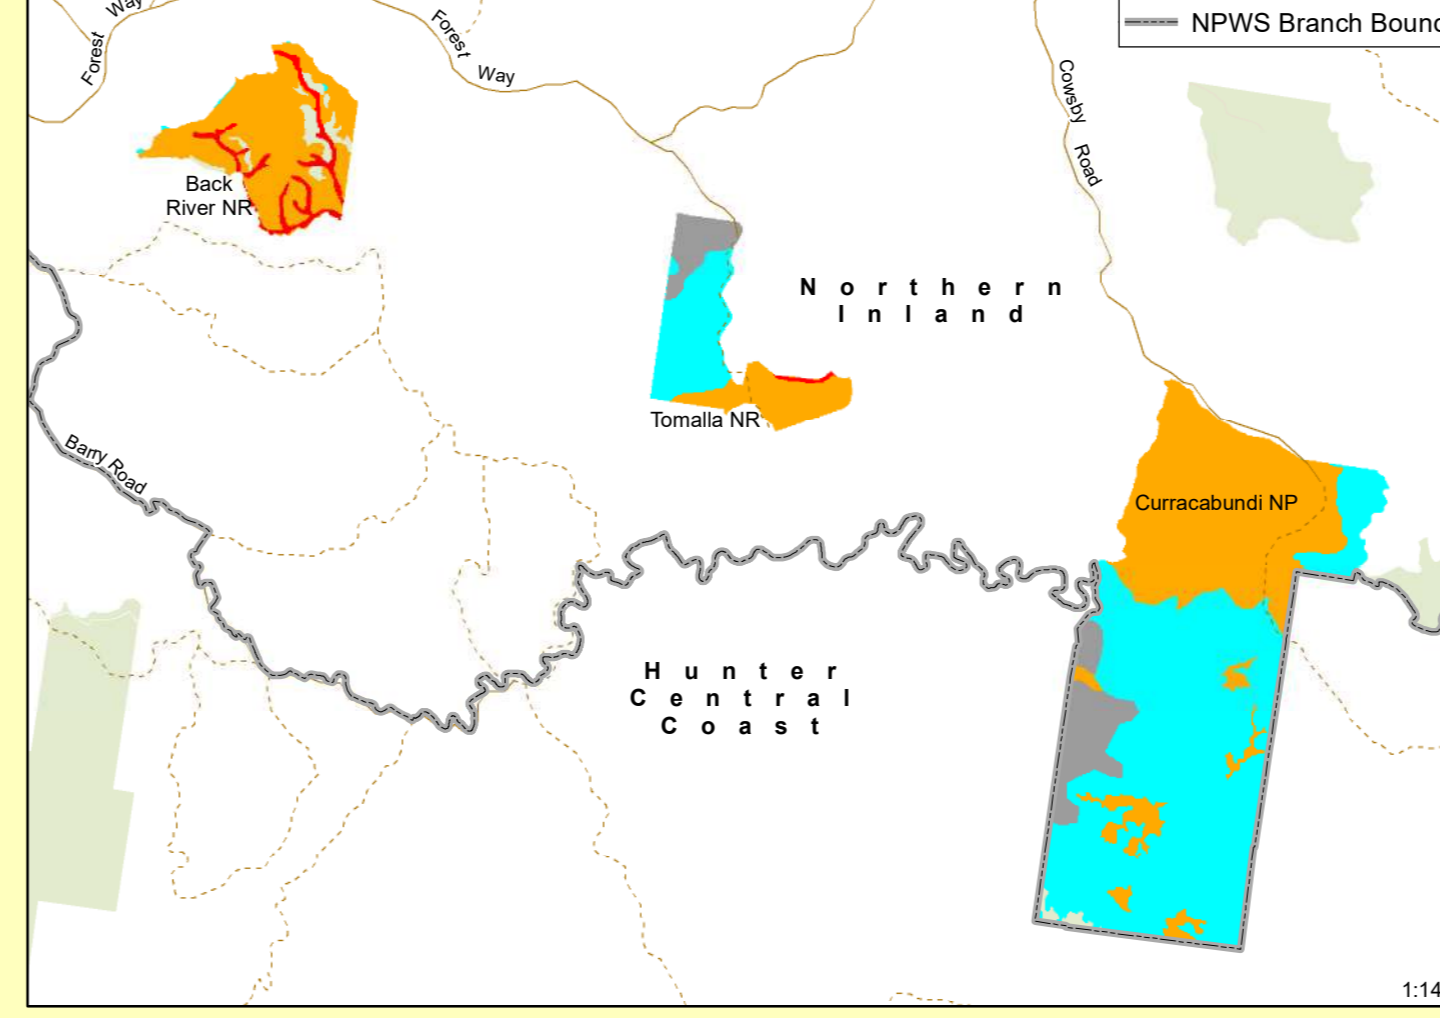 Way
NPWS Branch Bound
Forest
Forest
Way
Cowsby
Road
Back
River NR
Northern
Inland
Tomalla NR
Barry Road
Curracabundi NP
Hunter
Central
Coast
1:14